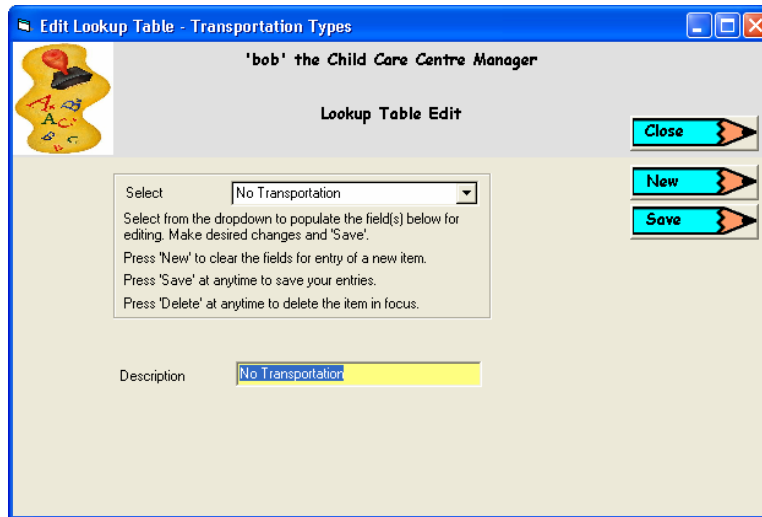 Edit Lookup Table - Transportation Types
'bob' the Child Care Centre Manager
Lookup Table Edit
Close
New
Save
Select No Transportation
Select from the dropdown to populate the field(s) below for
editing. Make desired changes and 'Save'.
Press 'New' to clear the fields for entry of a new item.
Press 'Save' at anytime to save your entries.
Press 'Delete' at anytime to delete the item in focus.
Description No Transportation